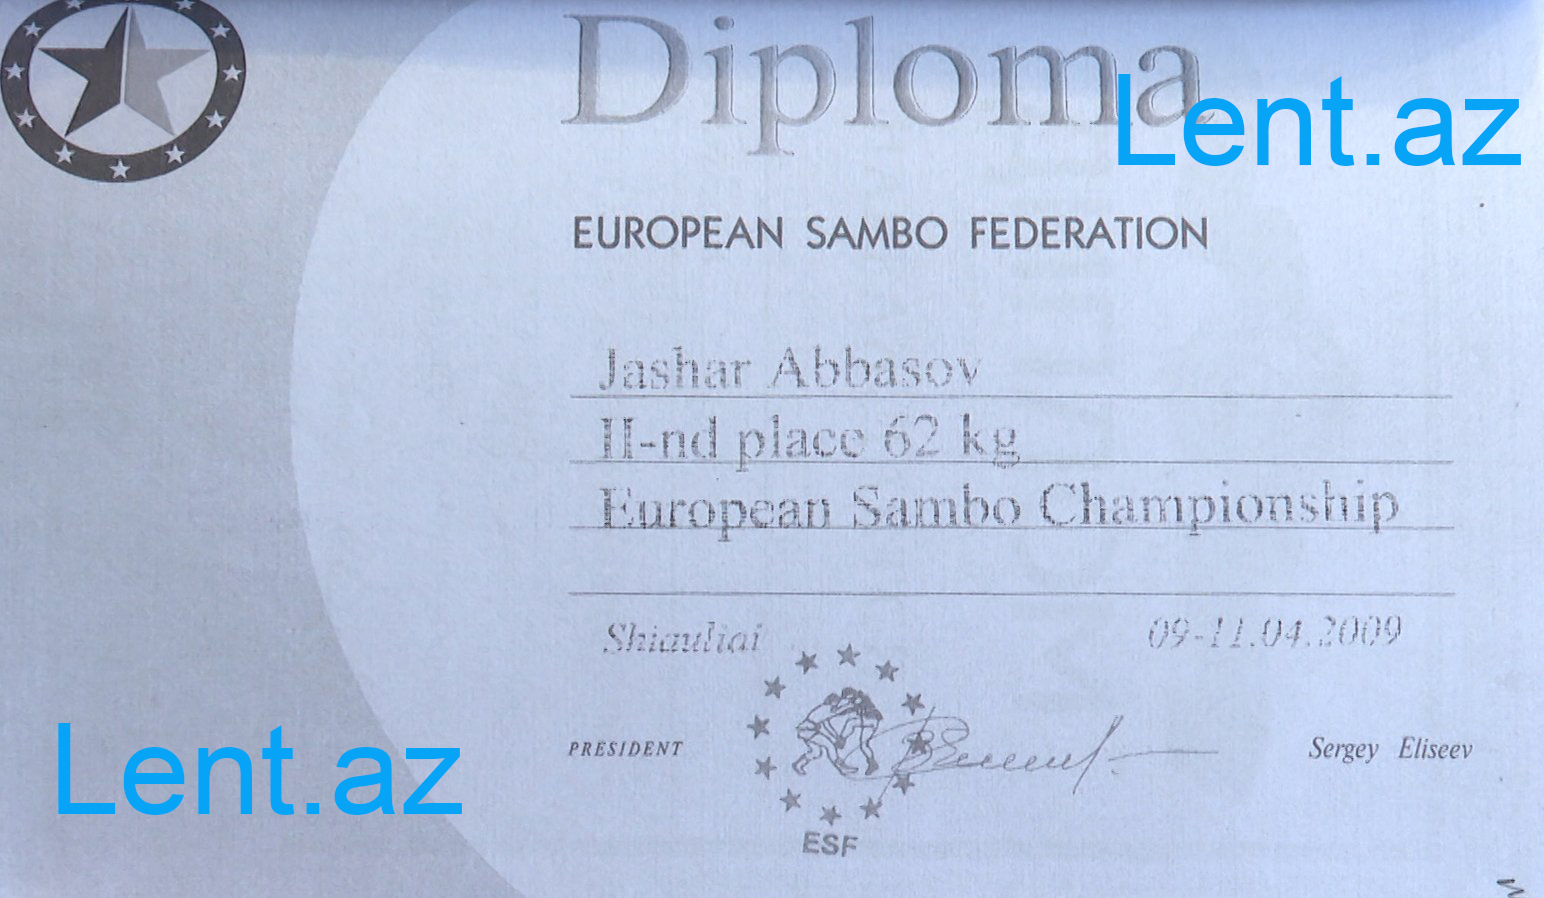 Diploma
Lent.az
EUROPEAN SAMBO FEDERATION
Jashar Abbasov
II-nd place 62 kg
European Sambo Championship
Shiauliai 09-11.04.2009
PRESIDENT Sergey Eliseev
Lent.az
ESF